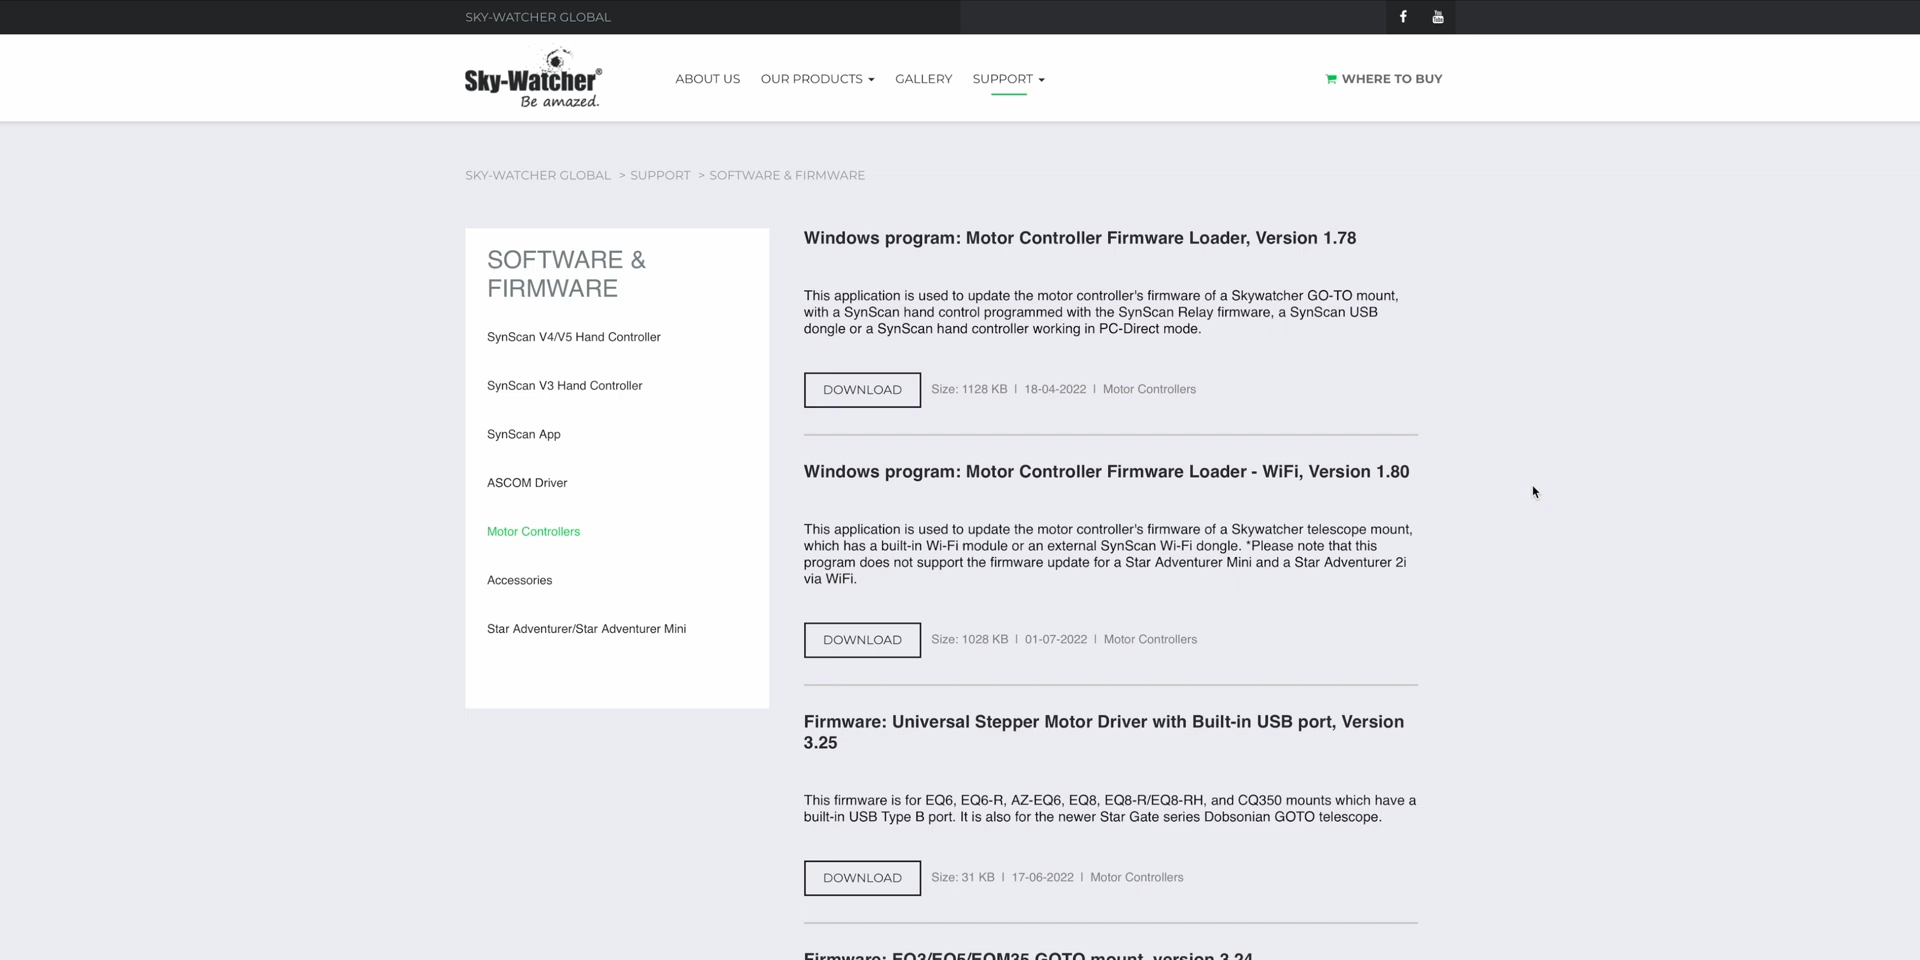 SKY-WATCHER GLOBAL
Sky-Watcher®
Be amazed.
ABOUT US
OUR PRODUCTS
GALLERY
SUPPORT
WHERE TO BUY
SKY-WATCHER GLOBAL > SUPPORT > SOFTWARE & FIRMWARE
SOFTWARE &
FIRMWARE
SynScan V4/V5 Hand Controller
SynScan V3 Hand Controller
SynScan App
ASCOM Driver
Motor Controllers
Accessories
Star Adventurer/Star Adventurer Mini
Windows program: Motor Controller Firmware Loader, Version 1.78
This application is used to update the motor controller's firmware of a Skywatcher GO-TO mount,
with a SynScan hand control programmed with the SynScan Relay firmware, a SynScan USB
dongle or a SynScan hand controller working in PC-Direct mode.
DOWNLOAD
Size: 1128 KB | 18-04-2022 | Motor Controllers
Windows program: Motor Controller Firmware Loader - WiFi, Version 1.80
This application is used to update the motor controller's firmware of a Skywatcher telescope mount,
which has a built-in Wi-Fi module or an external SynScan Wi-Fi dongle. *Please note that this
program does not support the firmware update for a Star Adventurer Mini and a Star Adventurer 2i
via WiFi.
DOWNLOAD
Size: 1028 KB | 01-07-2022 | Motor Controllers
Firmware: Universal Stepper Motor Driver with Built-in USB port, Version
3.25
This firmware is for EQ6, EQ6-R, AZ-EQ6, EQ8, EQ8-R/EQ8-RH, and CQ350 mounts which have a
built-in USB Type B port. It is also for the newer Star Gate series Dobsonian GOTO telescope.
DOWNLOAD
Size: 31 KB | 17-06-2022 | Motor Controllers
Firmware: EQ3/EQ5/EQM35 GOTO mount, version 3.24